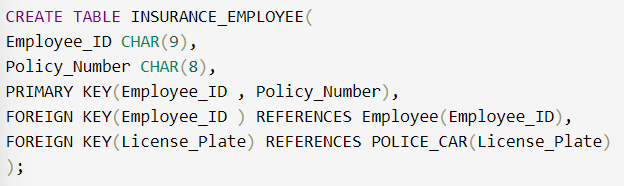 CREATE TABLE INSURANCE_EMPLOYEE(
Employee_ID CHAR(9),
Policy_Number CHAR(8),
PRIMARY KEY(Employee_ID , Policy_Number),
FOREIGN KEY(Employee_ID ) REFERENCES Employee(Employee_ID),
FOREIGN KEY(License_Plate) REFERENCES POLICE_CAR(License_Plate)
);